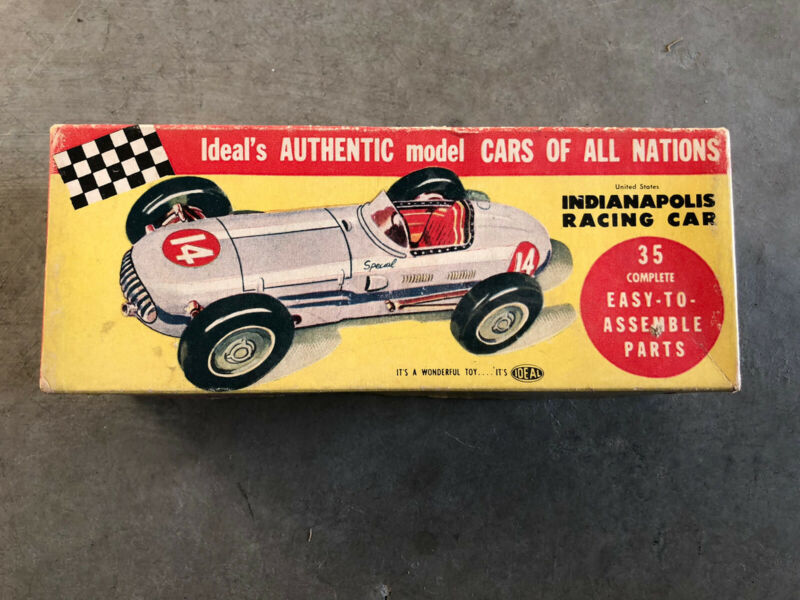 Ideal's AUTHENTIC model CARS OF ALL NATIONS
United States
INDIANAPOLIS
RACING CAR
14
Special
14
35
COMPLETE
EASY-TO-
ASSEMBLE
PARTS
IT'S A WONDERFUL TOY....'IT'S IDEAL